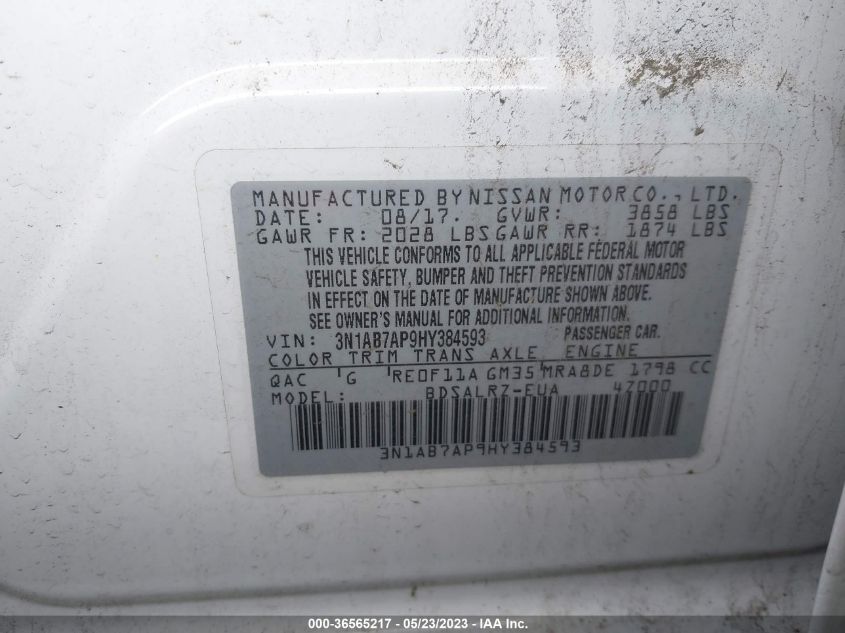 MANUFACTURED BY NISSAN MOTOR CO., LTD.
DATE: 08/17. GVWR: 3858 LBS
GAWR FR: 2028 LBS GAWR RR: 1874 LBS
THIS VEHICLE CONFORMS TO ALL APPLICABLE FEDERAL MOTOR
VEHICLE SAFETY, BUMPER AND THEFT PREVENTION STANDARDS
IN EFFECT ON THE DATE OF MANUFACTURE SHOWN ABOVE.
SEE OWNER'S MANUAL FOR ADDITIONAL INFORMATION.
VIN: 3N1AB7AP9HY384593 PASSENGER CAR.
COLOR TRIM TRANS AXLE ENGINE
QAC G RE0F11A GM35 MRA8DE 1798 CC
MODEL: BDSALRZ-EUA 47000
3N1AB7AP9HY384593
000-36565217 - 05/23/2023 - IAA Inc.